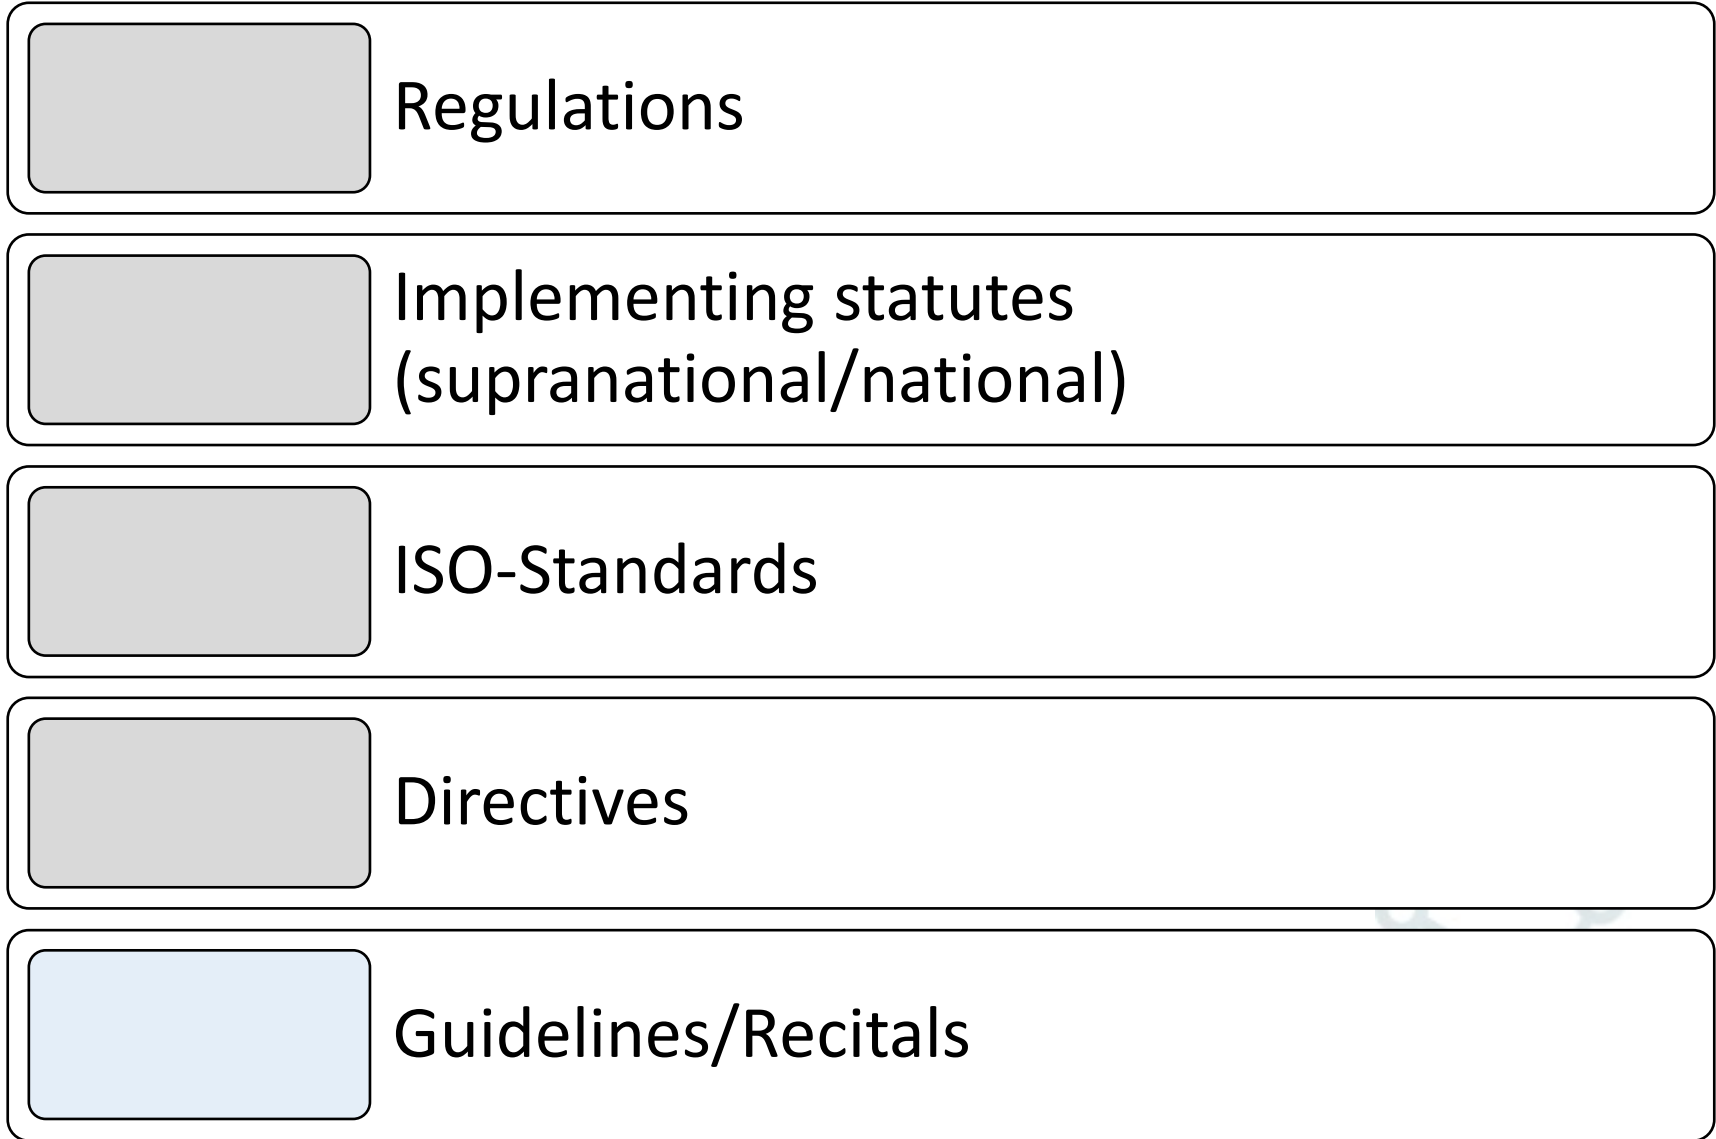 Regulations
Implementing statutes
(supranational/national)
ISO-Standards
Directives
Guidelines/Recitals